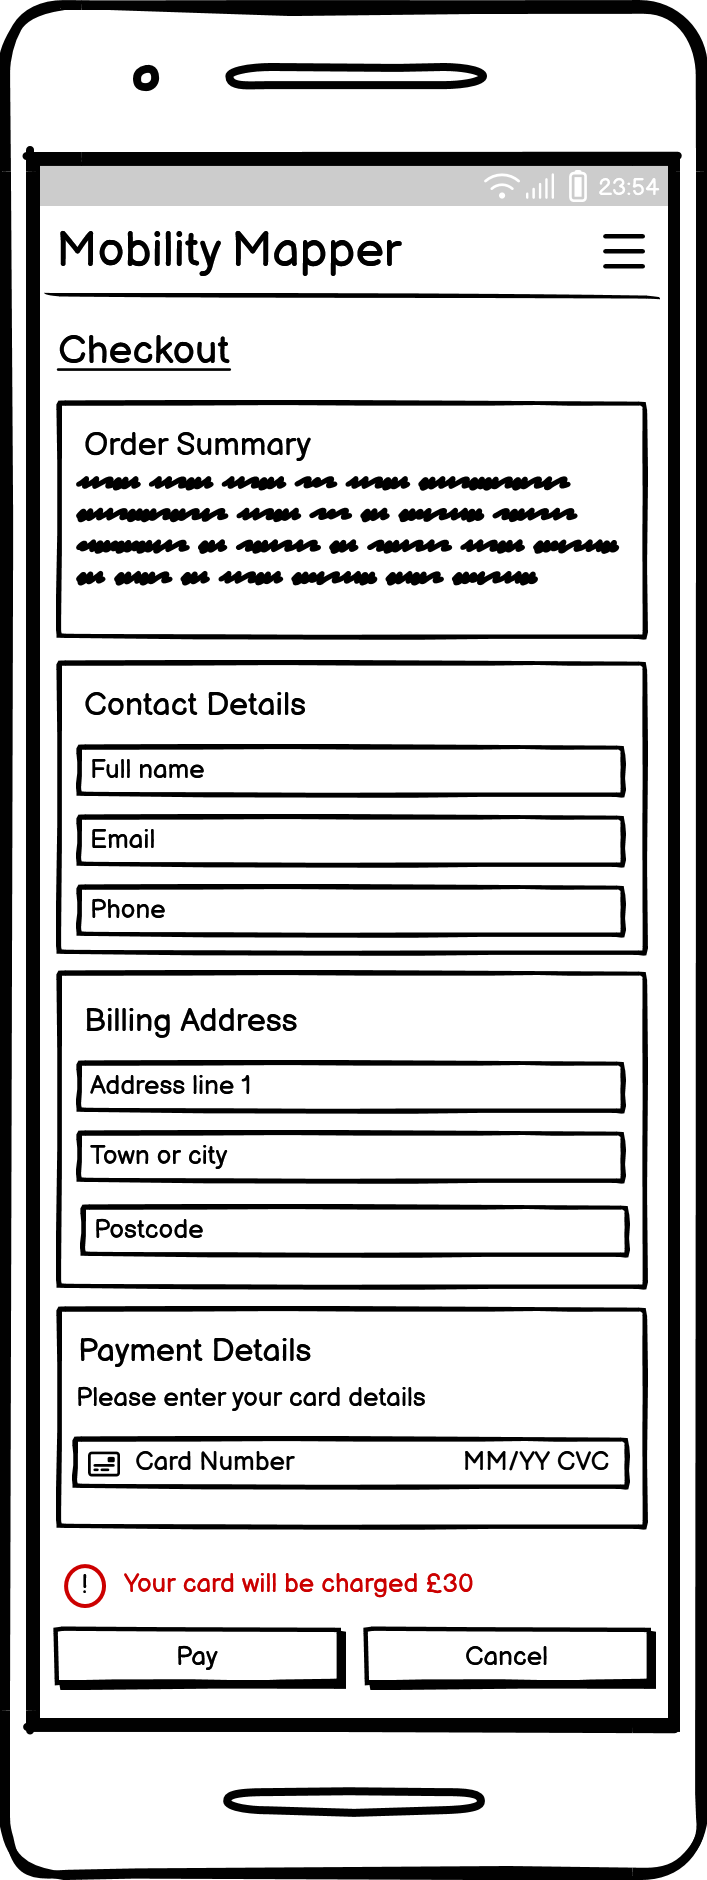 23:54
Mobility Mapper
Checkout
Order Summary
Contact Details
Full name
Email
Phone
Billing Address
Address line 1
Town or city
Postcode
Payment Details
Please enter your card details
Card Number MM/YY CVC
! Your card will be charged £30
Pay Cancel